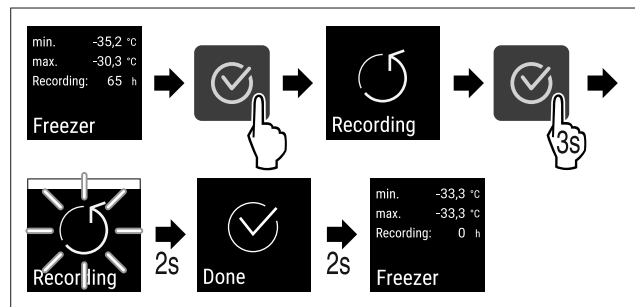 min. -35,2 °C
max. -30,3 °C
Recording: 65 h
Freezer
Recording
3s
Recording
2s
Done
2s
min. -33,3 °C
max. -33,3 °C
Recording: 0 h
Freezer